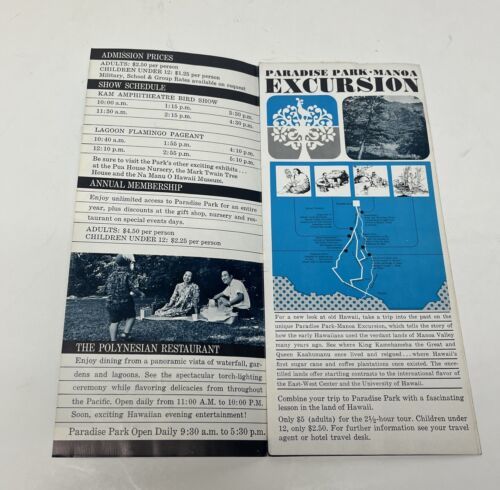 ADMISSION PRICES
ADULTS: $2.50 per person
CHILDREN UNDER 12: $1.25 per person
Military, School & Group Rates available on request
SHOW SCHEDULE
KAM AMPHITHEATRE BIRD SHOW
10:00 a.m. 1:15 p.m. 3:30 p.m.
11:50 a.m. 2:15 p.m. 4:30 p.m.
LAGOON FLAMINGO PAGEANT
10:40 a.m. 1:55 p.m. 4:10 p.m.
12:10 p.m. 2:55 p.m. 5:10 p.m.
Be sure to visit the Park's other exciting exhibits . . .
at the Pua House Nursery, the Mark Twain Tree
House and the Na Manu O Hawaii Museum.
ANNUAL MEMBERSHIP
Enjoy unlimited access to Paradise Park for an entire
year, plus discounts at the gift shop, nursery and res-
taurant on special events days.
ADULTS: $4.50 per person
CHILDREN UNDER 12: $2.25 per person
THE POLYNESIAN RESTAURANT
Enjoy dining from a panoramic vista of waterfall, gar-
dens and lagoons. See the spectacular torch-lighting
ceremony while flavoring delicacies from throughout
the Pacific. Open daily from 11:00 A.M. to 10:00 P.M.
Soon, exciting Hawaiian evening entertainment!
Paradise Park Open Daily 9:30 a.m. to 5:30 p.m.
PARADISE PARK•MANOA
EXCURSION
For a new look at old Hawaii, take a trip into the past on the
unique Paradise Park-Manoa Excursion, which tells the story of
how the early Hawaiians used the verdant lands of Manoa Valley
many years ago. See where King Kamehameha the Great and
Queen Kaahumanu once lived and reigned . . . where Hawaii's
first sugar cane and coffee plantations once existed. The exce-
llled lands offer startling contrasts to the international flavor of
the East-West Center and the University of Hawaii.
Combine your trip to Paradise Park with a fascinating
lesson in the land of Hawaii.
Only $5 (adults) for the 2½-hour tour. Children under
12, only $2.50. For further information see your travel
agent or hotel travel desk.